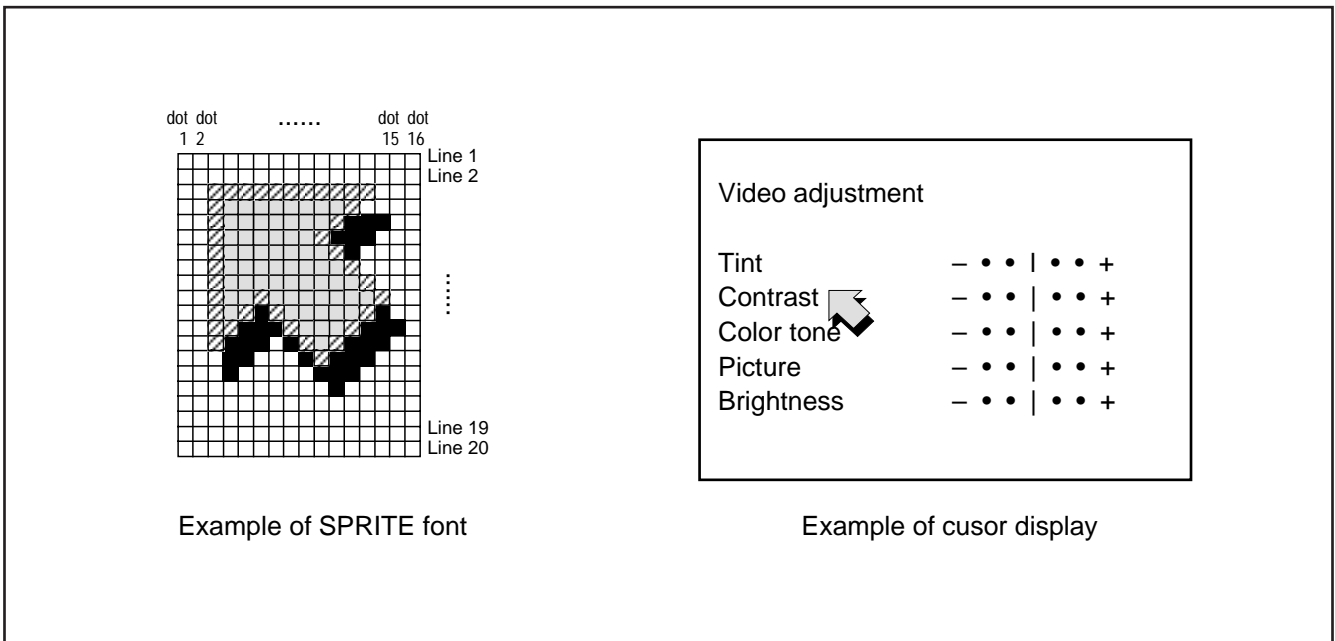 dot dot ...... dot dot
1 2 15 16
Line 1
Line 2
.....
Line 19
Line 20
Example of SPRITE font
Video adjustment
Tint – • • | • • +
Contrast – • • | • • +
Color tone – • • | • • +
Picture – • • | • • +
Brightness – • • | • • +
Example of cusor display